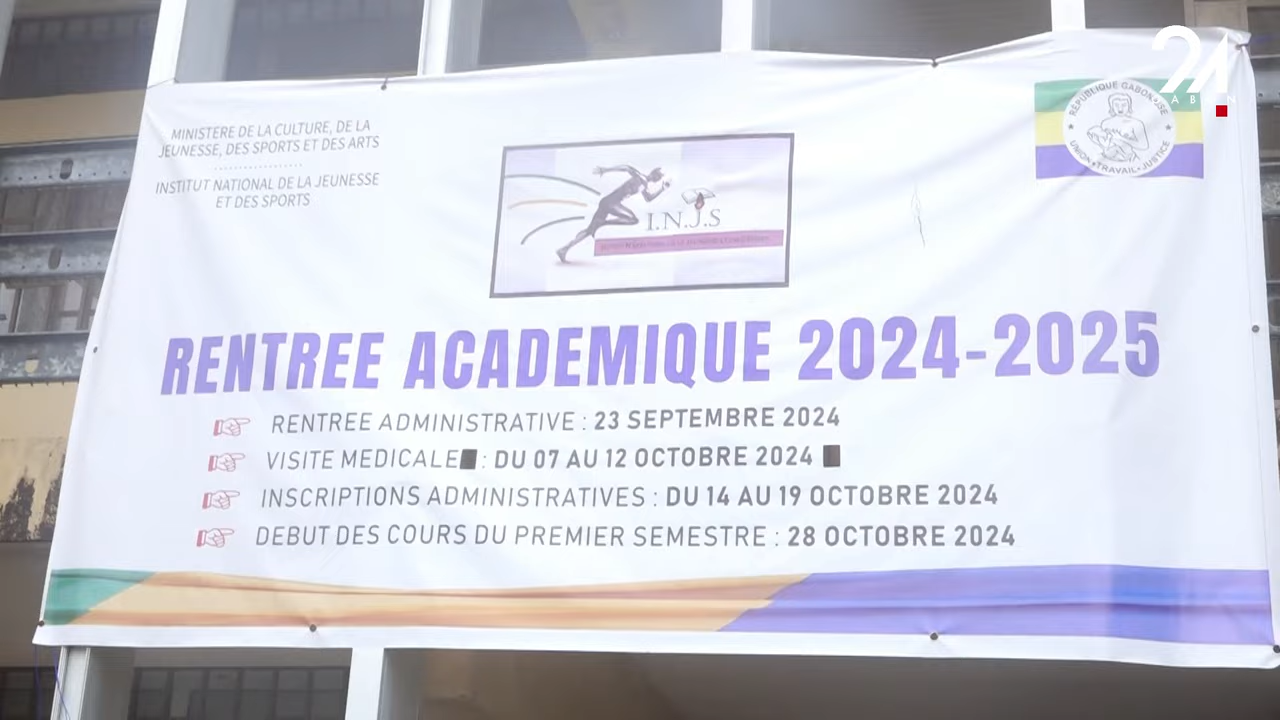 MINISTERE DE LA CULTURE, DE LA
JEUNESSE, DES SPORTS ET DES ARTS
INSTITUT NATIONAL DE LA JEUNESSE
ET DES SPORTS
I.N.J.S
24
RÉPUBLIQUE GABONAISE
UNION • TRAVAIL • JUSTICE
RENTREE ACADEMIQUE 2024-2025
RENTREE ADMINISTRATIVE : 23 SEPTEMBRE 2024
VISITE MEDICALE : DU 07 AU 12 OCTOBRE 2024
INSCRIPTIONS ADMINISTRATIVES : DU 14 AU 19 OCTOBRE 2024
DEBUT DES COURS DU PREMIER SEMESTRE : 28 OCTOBRE 2024